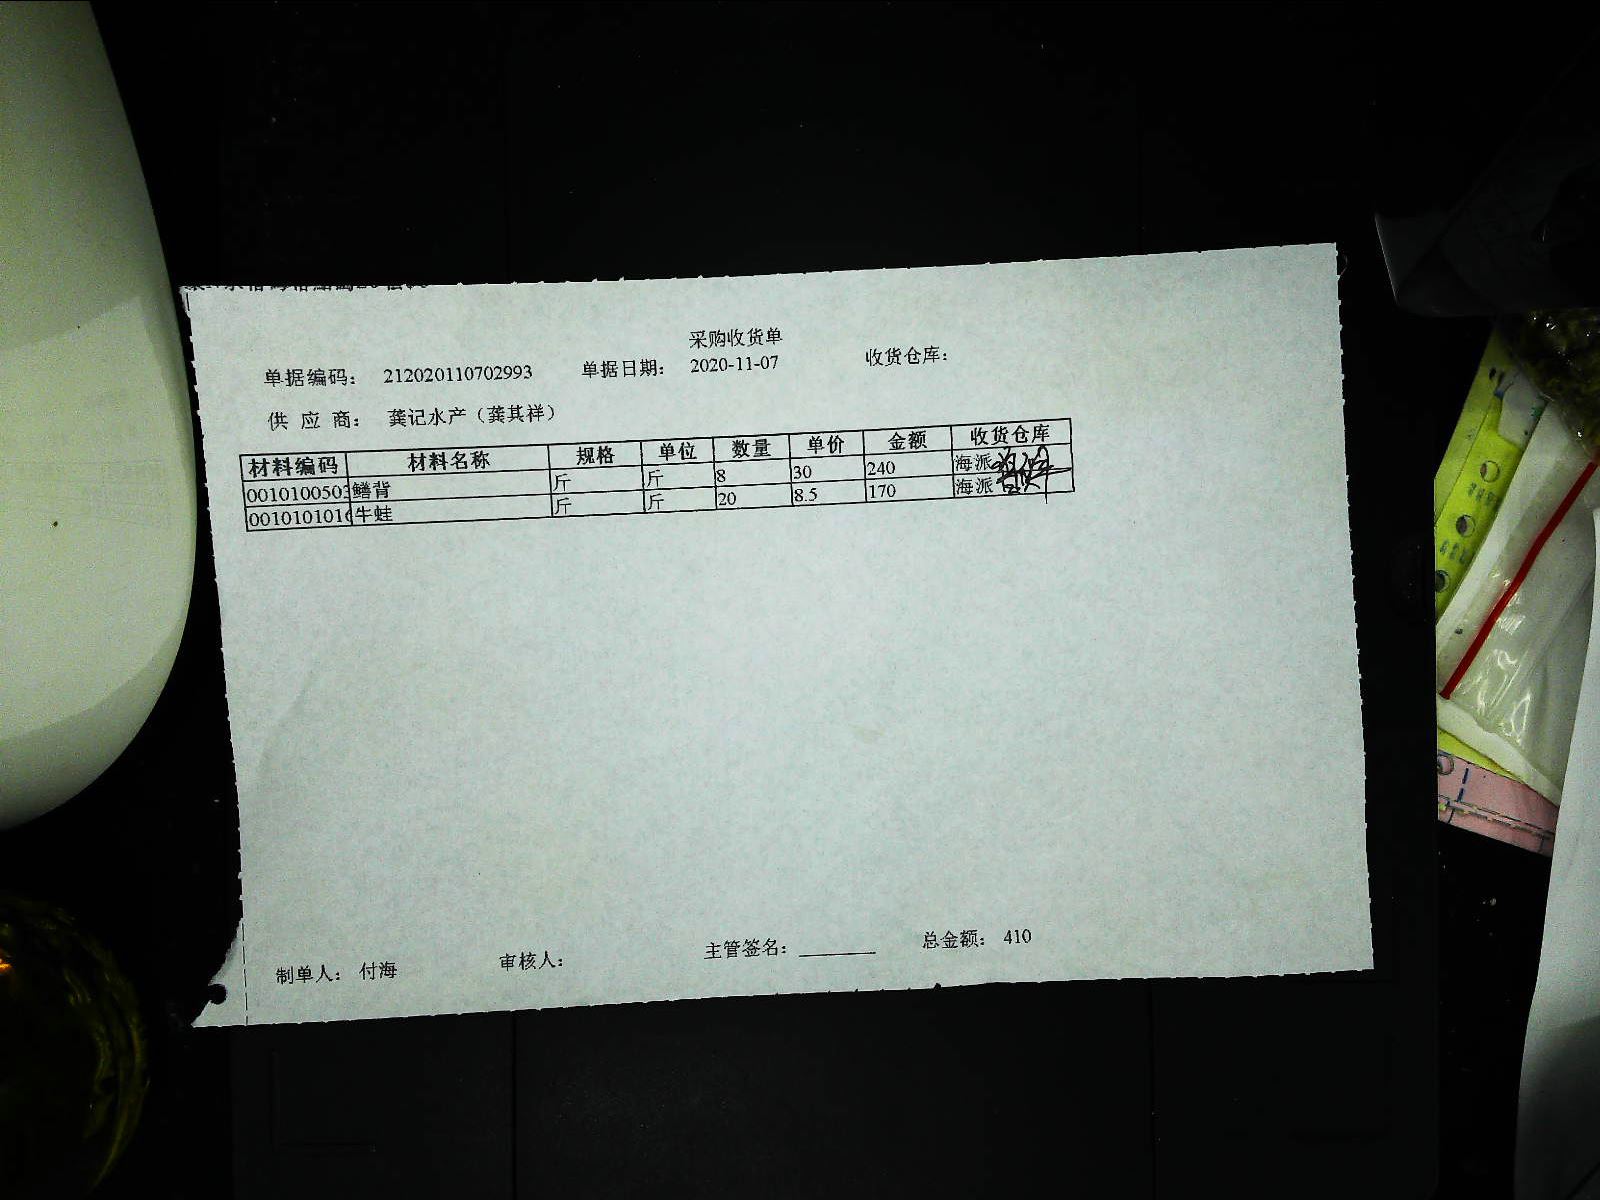 采购收货单
单据编码： 212020110702993 单据日期： 2020-11-07 收货仓库：
供 应 商： 龚记水产（龚其祥）
材料编码 材料名称 规格 单位 数量 单价 金额 收货仓库
0010100503 鳝背 斤 斤 8 30 240 海派
001010101 牛蛙 斤 斤 20 8.5 170 海派
制单人： 付海 审核人： 主管签名： 总金额： 410